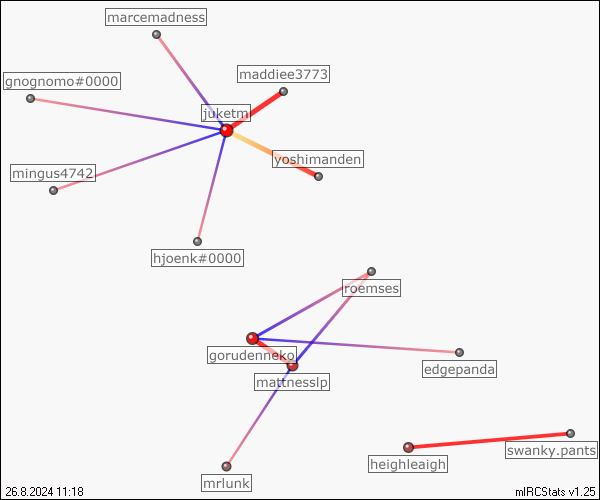 marcemadness
maddiee3773
gnognomo#0000
juketm
yoshimanden
mingus4742
hjoenk#0000
roemses
gorudenneko
edgepanda
mattnesslp
swanky.pants
heighleaigh
mrlunk
26.8.2024 11:18
mIRCStats v1.25